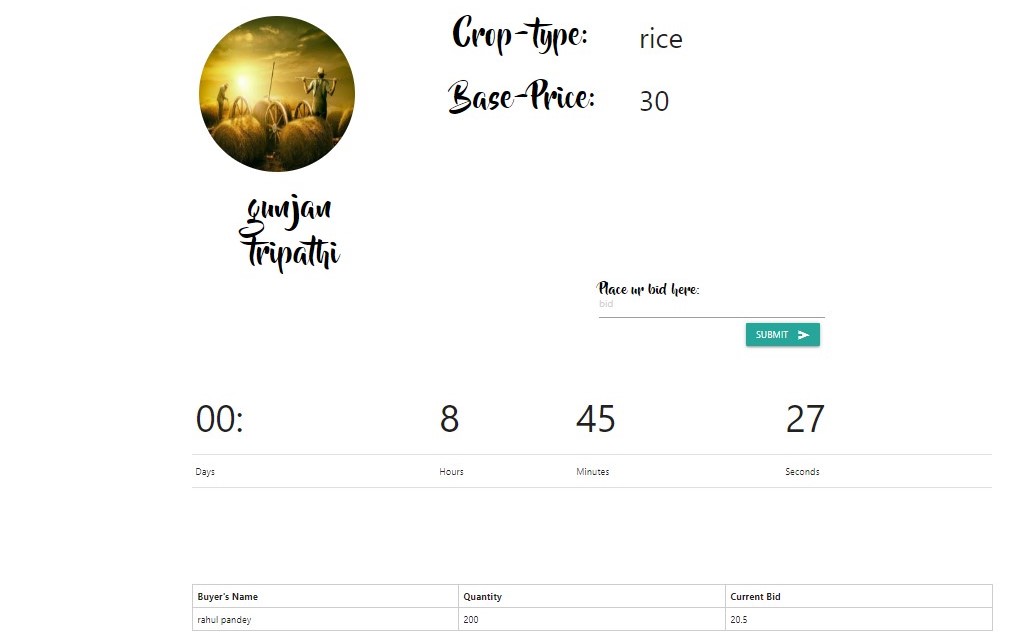 Crop-type: rice
Base-Price: 30
gunjan
tripathi
Place ur bid here:
bid
SUBMIT
00: 8 45 27
Days Hours Minutes Seconds
Buyer's Name Quantity Current Bid
rahul pandey 200 20.5